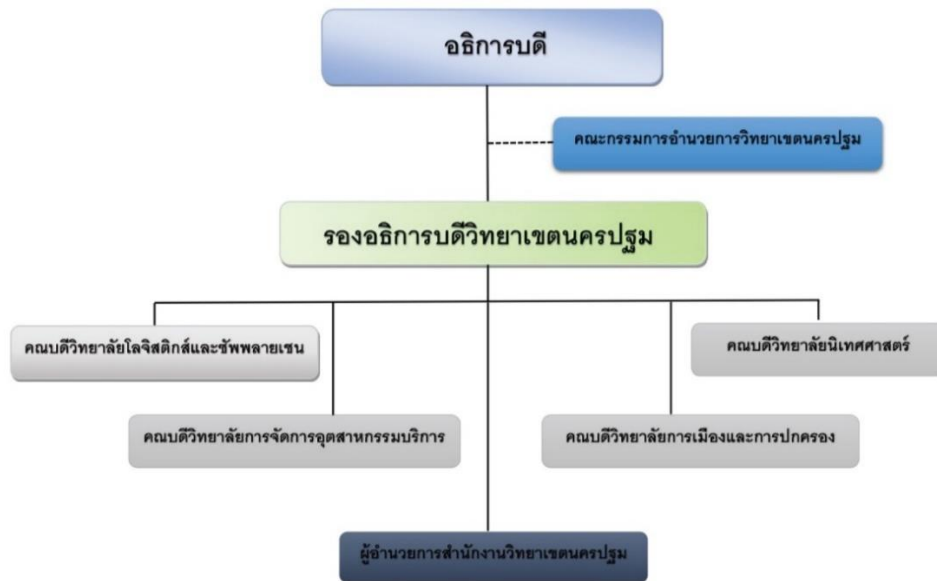 อธิการบดี
คณะกรรมการอำนวยการวิทยาเขตนครปฐม
รองอธิการบดีวิทยาเขตนครปฐม
คณบดีวิทยาลัยโลจิสติกส์และซัพพลายเชน
คณบดีวิทยาลัยนิเทศศาสตร์
คณบดีวิทยาลัยการจัดการอุตสาหกรรมบริการ
คณบดีวิทยาลัยการเมืองและการปกครอง
ผู้อำนวยการสำนักงานวิทยาเขตนครปฐม